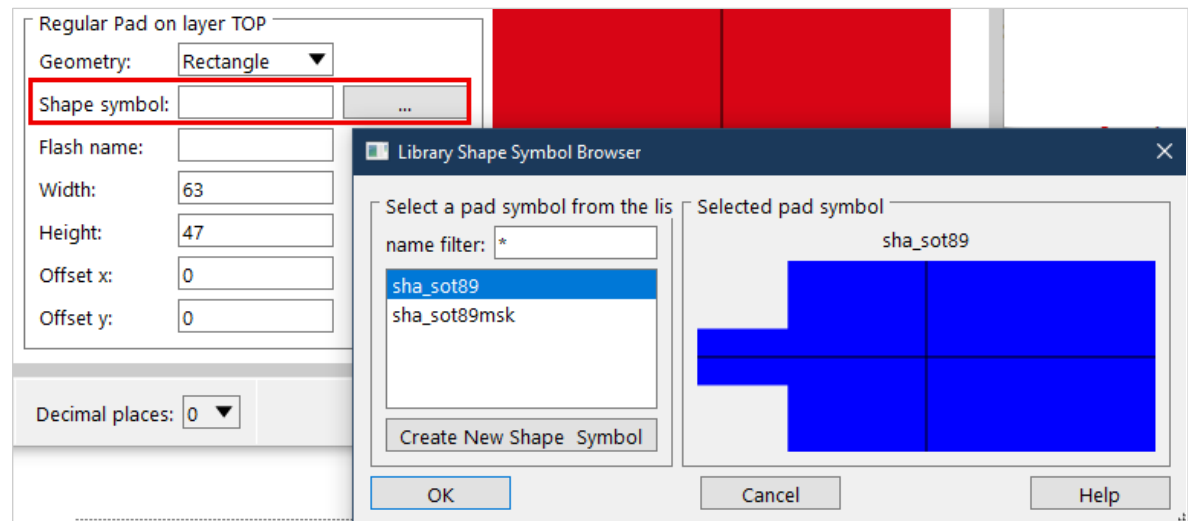 Regular Pad on layer TOP
Geometry: Rectangle
Shape symbol: ...
Flash name:
Width: 63
Height: 47
Offset x: 0
Offset y: 0
Decimal places: 0
Library Shape Symbol Browser
Select a pad symbol from the lis
name filter: *
sha_sot89
sha_sot89msk
Create New Shape Symbol
Selected pad symbol
sha_sot89
OK
Cancel
Help